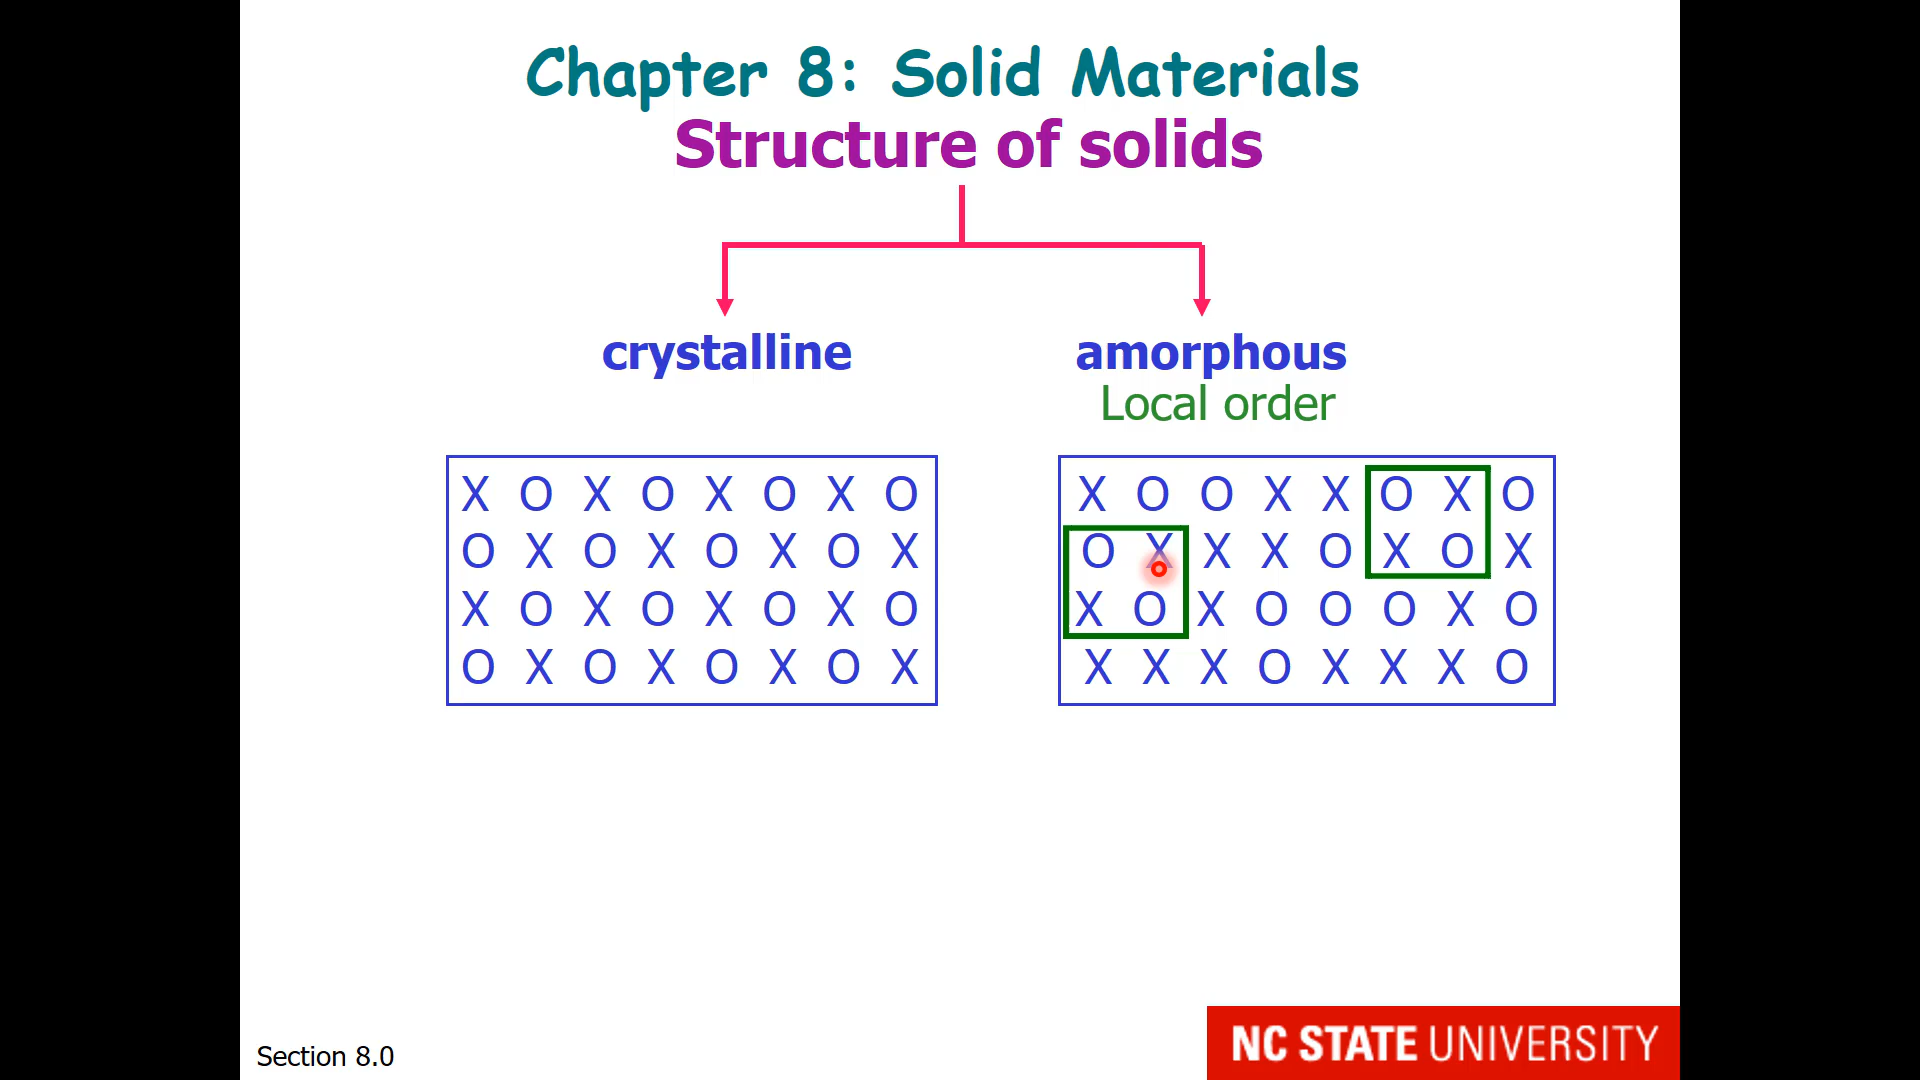 Chapter 8: Solid Materials
Structure of solids
crystalline
amorphous
Local order
X O X O X O X O
O X O X O X O X
X O X O X O X O
O X O X O X O X
X O O X X O X O
O X X X O X O X
X O X O O O X O
X X X O X X X O
Section 8.0
NC STATE UNIVERSITY